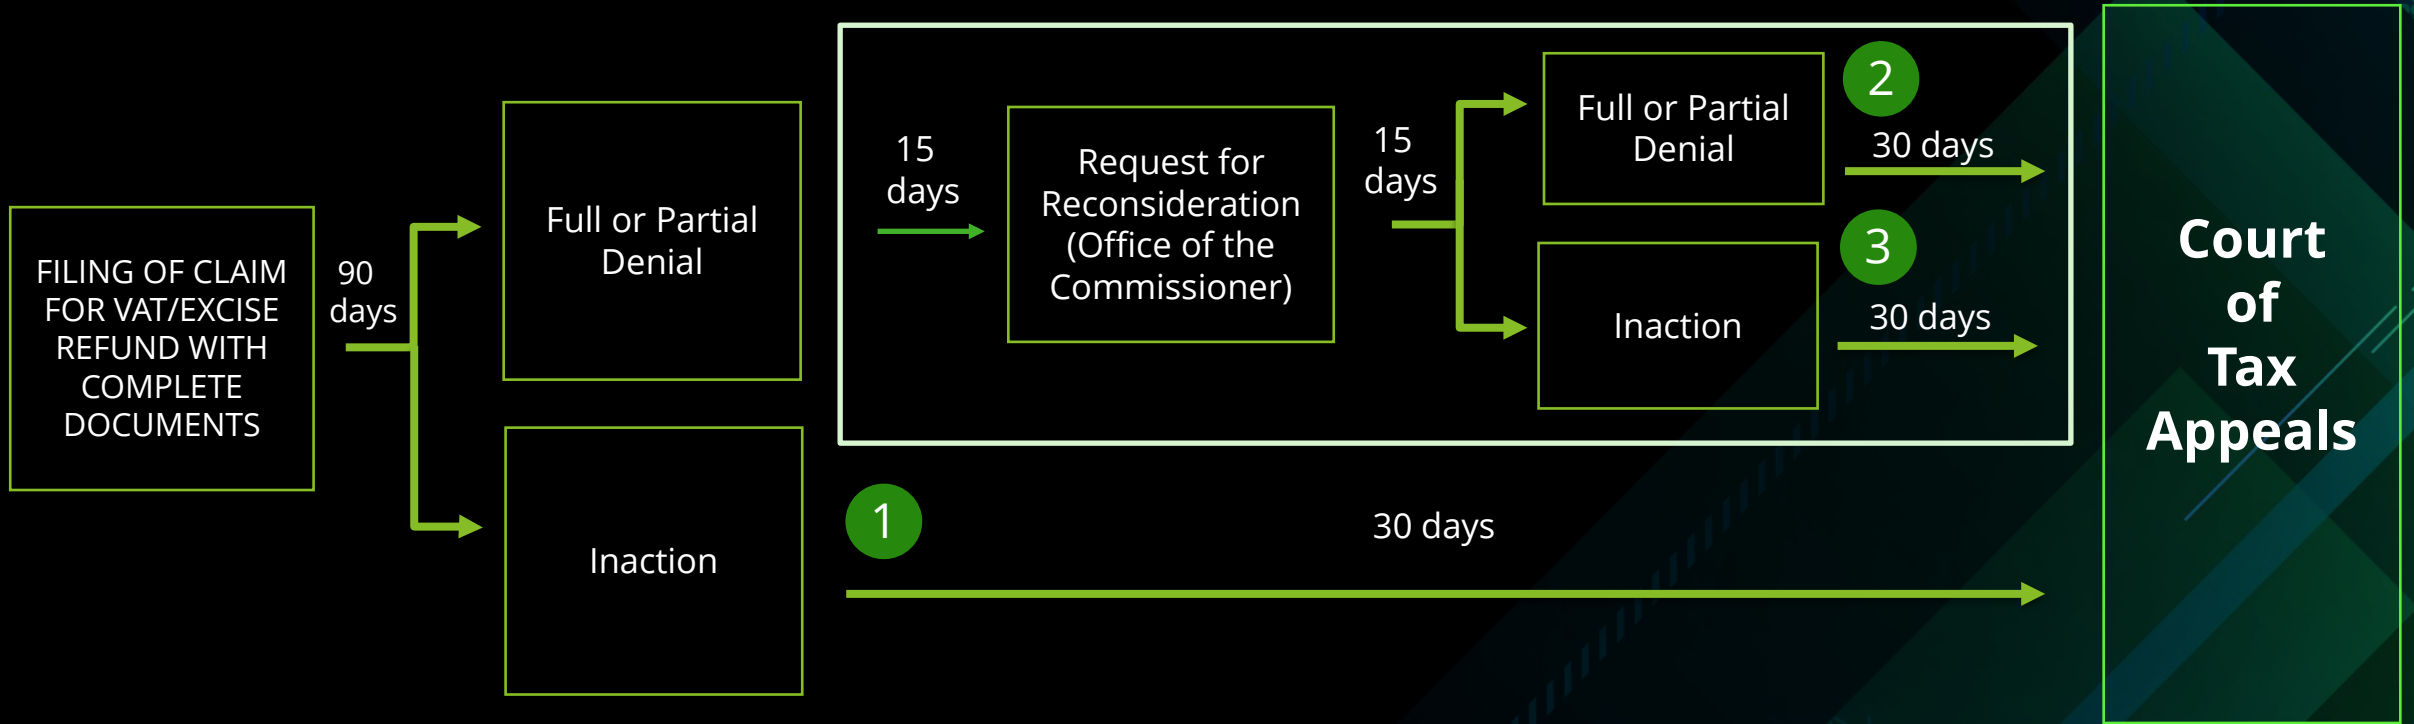 FILING OF CLAIM
FOR VAT/EXCISE
REFUND WITH
COMPLETE
DOCUMENTS
90
days
Full or Partial
Denial
Inaction
15
days
Request for
Reconsideration
(Office of the
Commissioner)
15
days
Full or Partial
Denial
2
30 days
Inaction
3
30 days
1
30 days
Court
of
Tax
Appeals